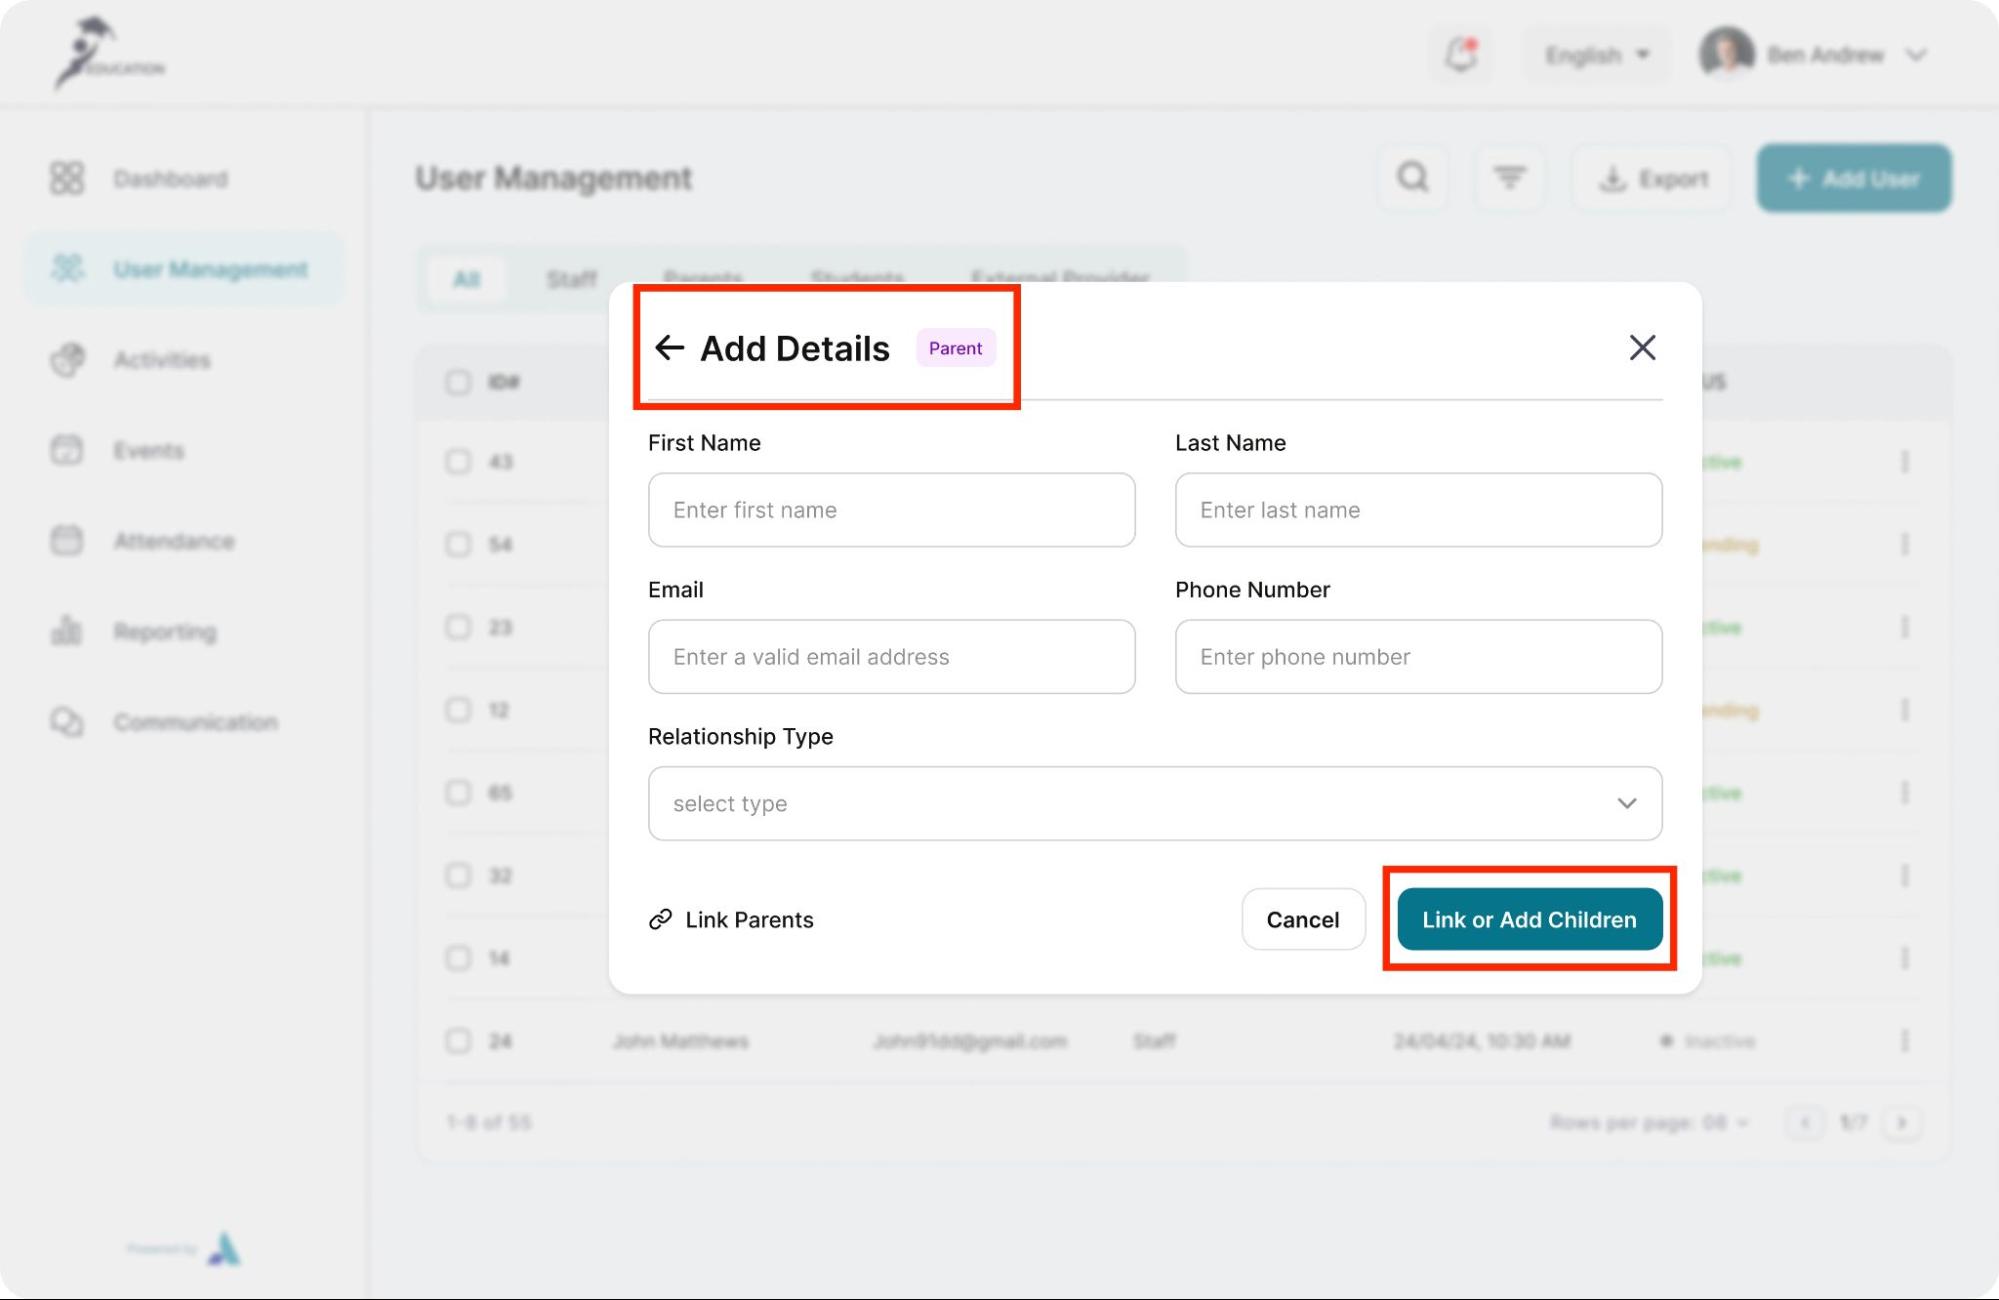 EDUCATION
English
Ben Andrew
Dashboard
User Management
Activities
Events
Attendance
Reporting
Communication
Powered by
User Management
Export
+ Add User
All Staff Parents Students External Provider
ID#
43
54
23
12
65
32
14
24 John Matthews John91dd@gmail.com Staff 24/04/24, 10:30 AM Inactive
1-8 of 55
Rows per page: 08
1/7
Add Details Parent
First Name
Last Name
Enter first name
Enter last name
Email
Phone Number
Enter a valid email address
Enter phone number
Relationship Type
select type
Link Parents
Cancel
Link or Add Children